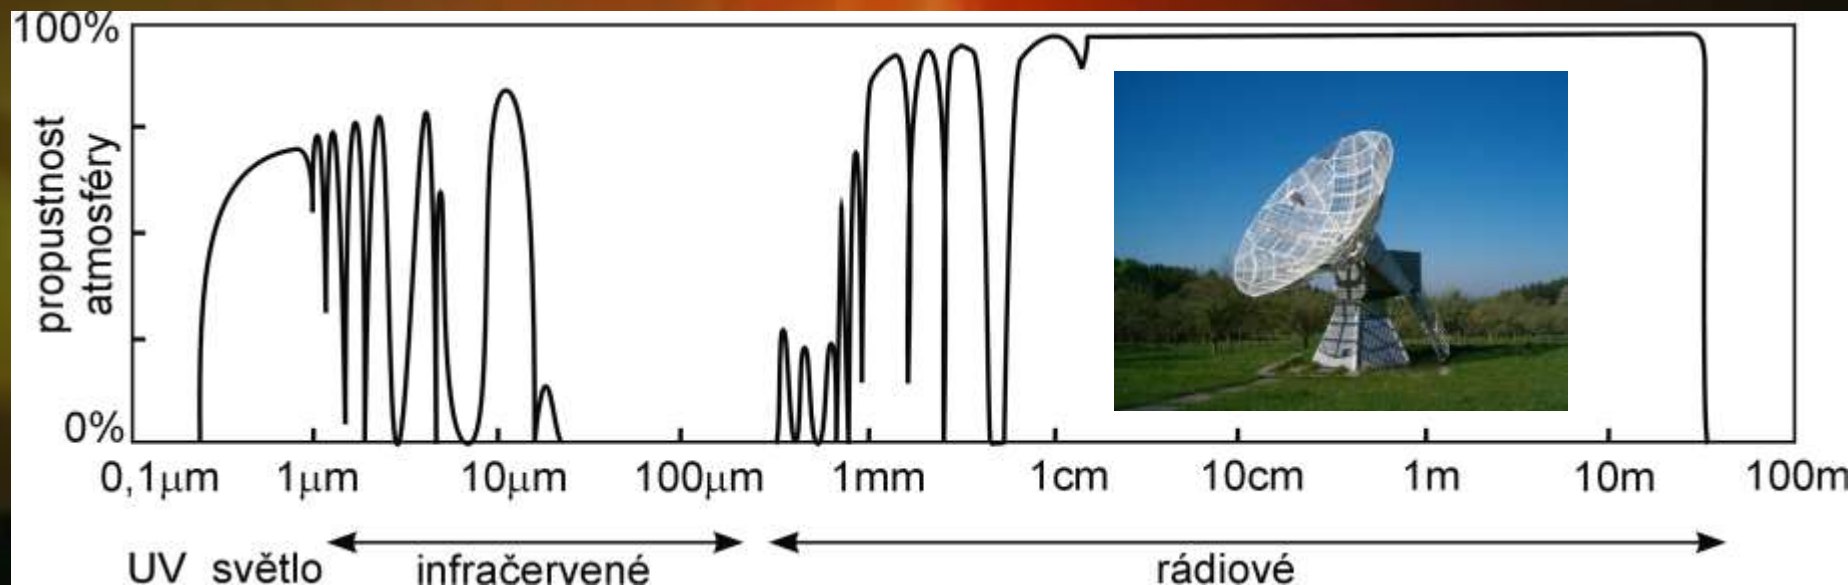 100%
propustnost
atmosféry
0%
0,1µm 1µm 10µm 100µm 1mm 1cm 10cm 1m 10m 100m
UV světlo infračervené rádiové